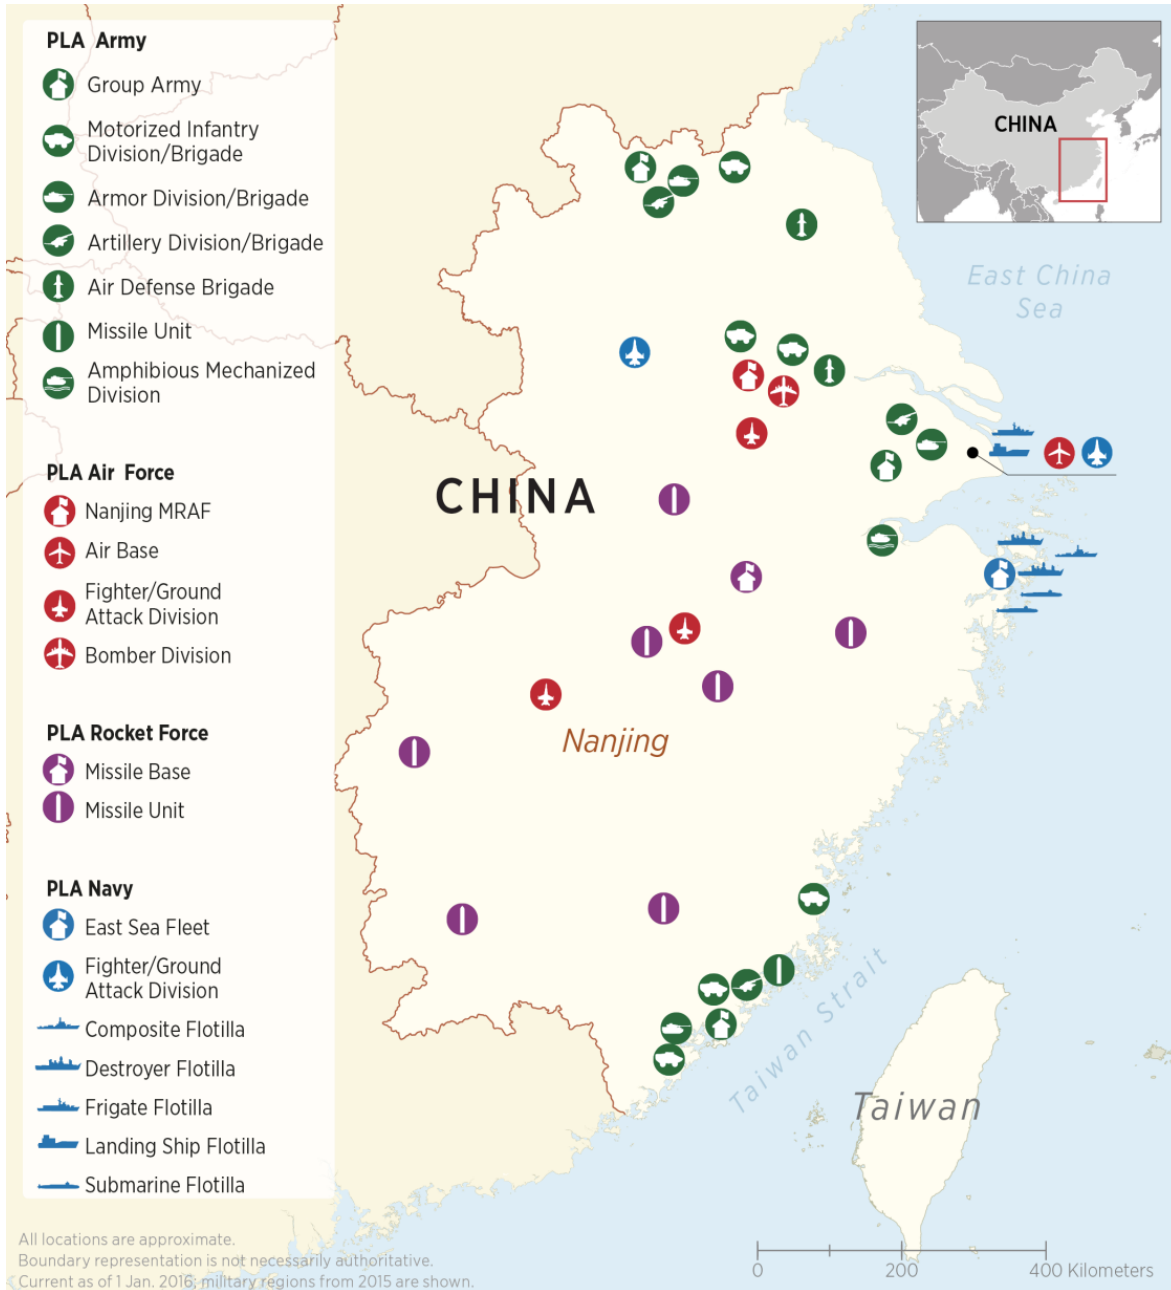 PLA Army
Group Army
Motorized Infantry
Division/Brigade
Armor Division/Brigade
Artillery Division/Brigade
Air Defense Brigade
Missile Unit
Amphibious Mechanized
Division
PLA Air Force
Nanjing MRAF
Air Base
Fighter/Ground
Attack Division
Bomber Division
PLA Rocket Force
Missile Base
Missile Unit
PLA Navy
East Sea Fleet
Fighter/Ground
Attack Division
Composite Flotilla
Destroyer Flotilla
Frigate Flotilla
Landing Ship Flotilla
Submarine Flotilla
All locations are approximate.
Boundary representation is not necessarily authoritative.
Current as of 1 Jan. 2016; military regions from 2015 are shown.
CHINA
East China
Sea
CHINA
Nanjing
Taiwan Strait
Taiwan
0 200 400 Kilometers